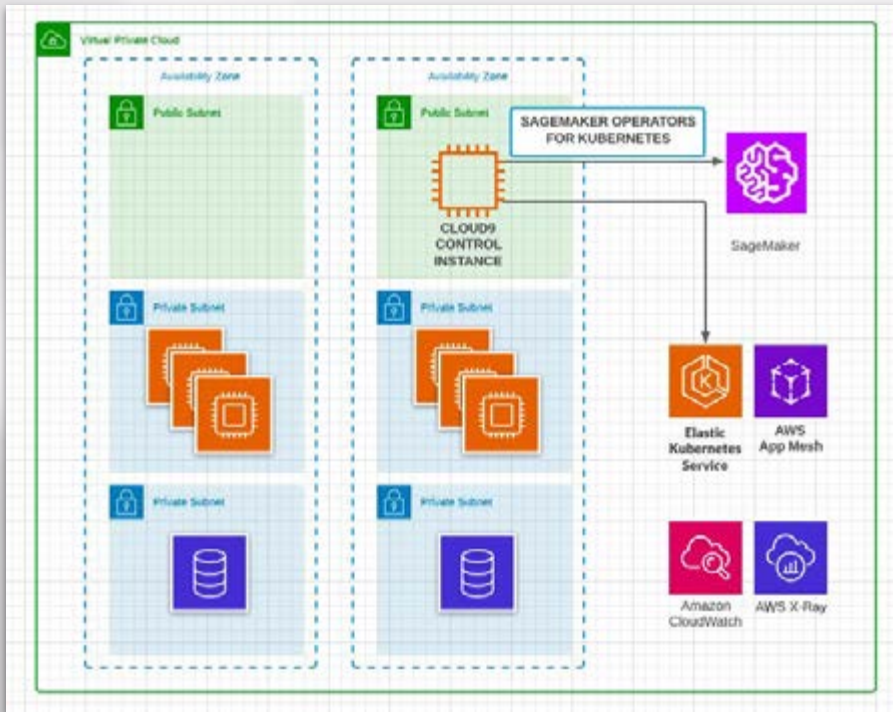 Virtual Private Cloud
Availability Zone
Availability Zone
Public Subnet
Public Subnet
SAGEMAKER OPERATORS
FOR KUBERNETES
CLOUD9
CONTROL
INSTANCE
SageMaker
Private Subnet
Private Subnet
Elastic
Kubernetes
Service
AWS
App Mesh
Private Subnet
Private Subnet
Amazon
CloudWatch
AWS X-Ray